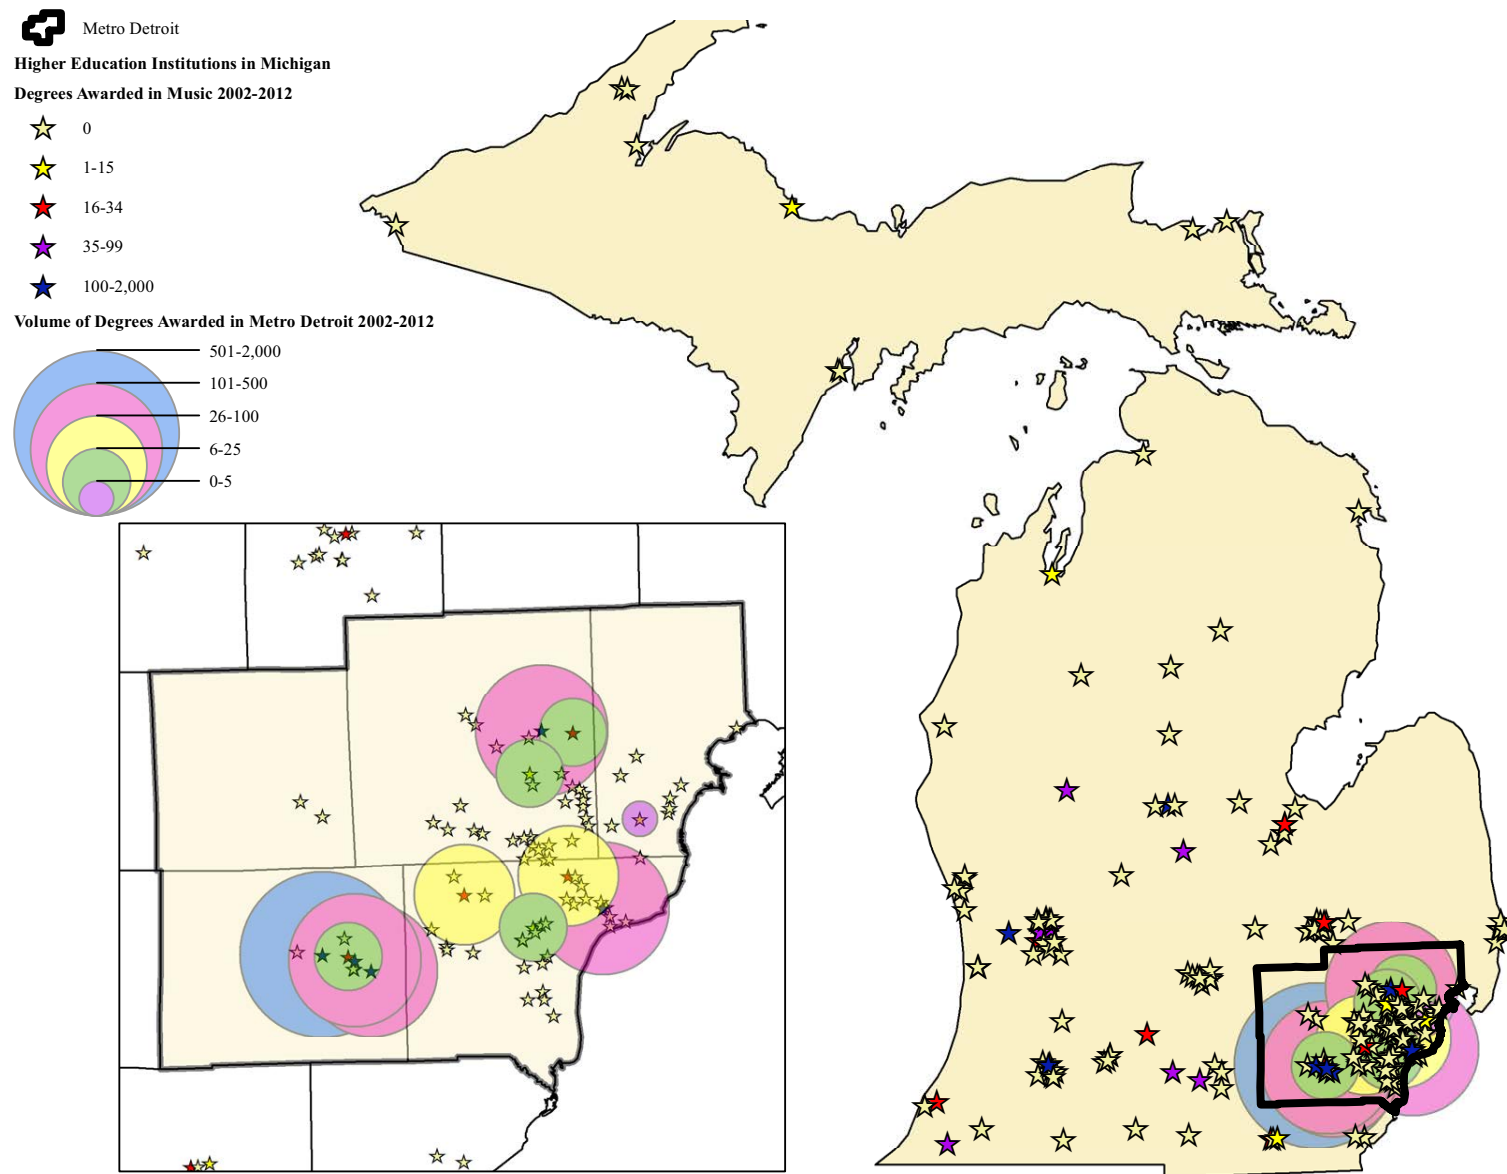 Metro Detroit
Higher Education Institutions in Michigan
Degrees Awarded in Music 2002-2012
0
1-15
16-34
35-99
100-2,000
Volume of Degrees Awarded in Metro Detroit 2002-2012
501-2,000
101-500
26-100
6-25
0-5